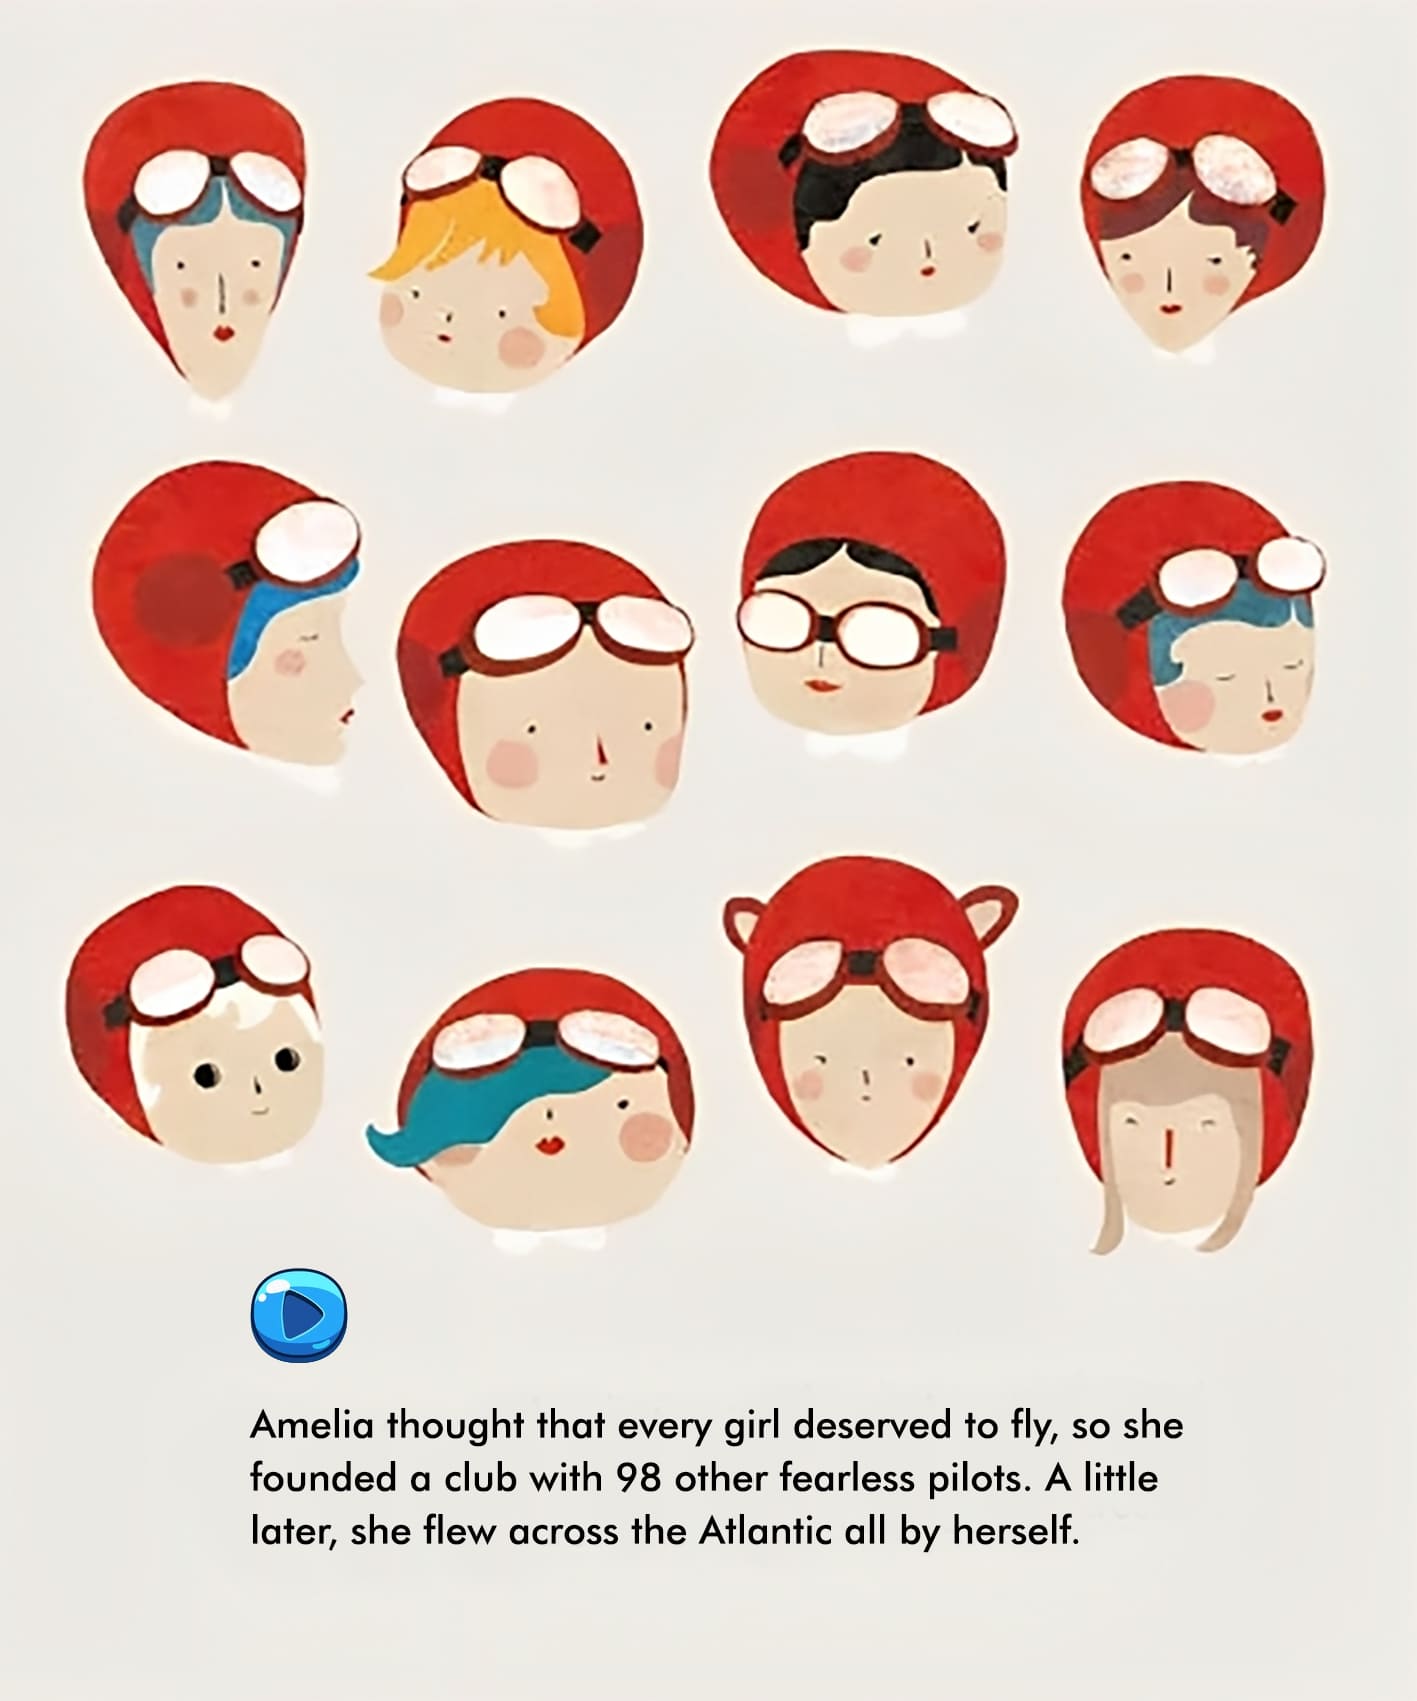 Amelia thought that every girl deserved to fly, so she
founded a club with 98 other fearless pilots. A little
later, she flew across the Atlantic all by herself.